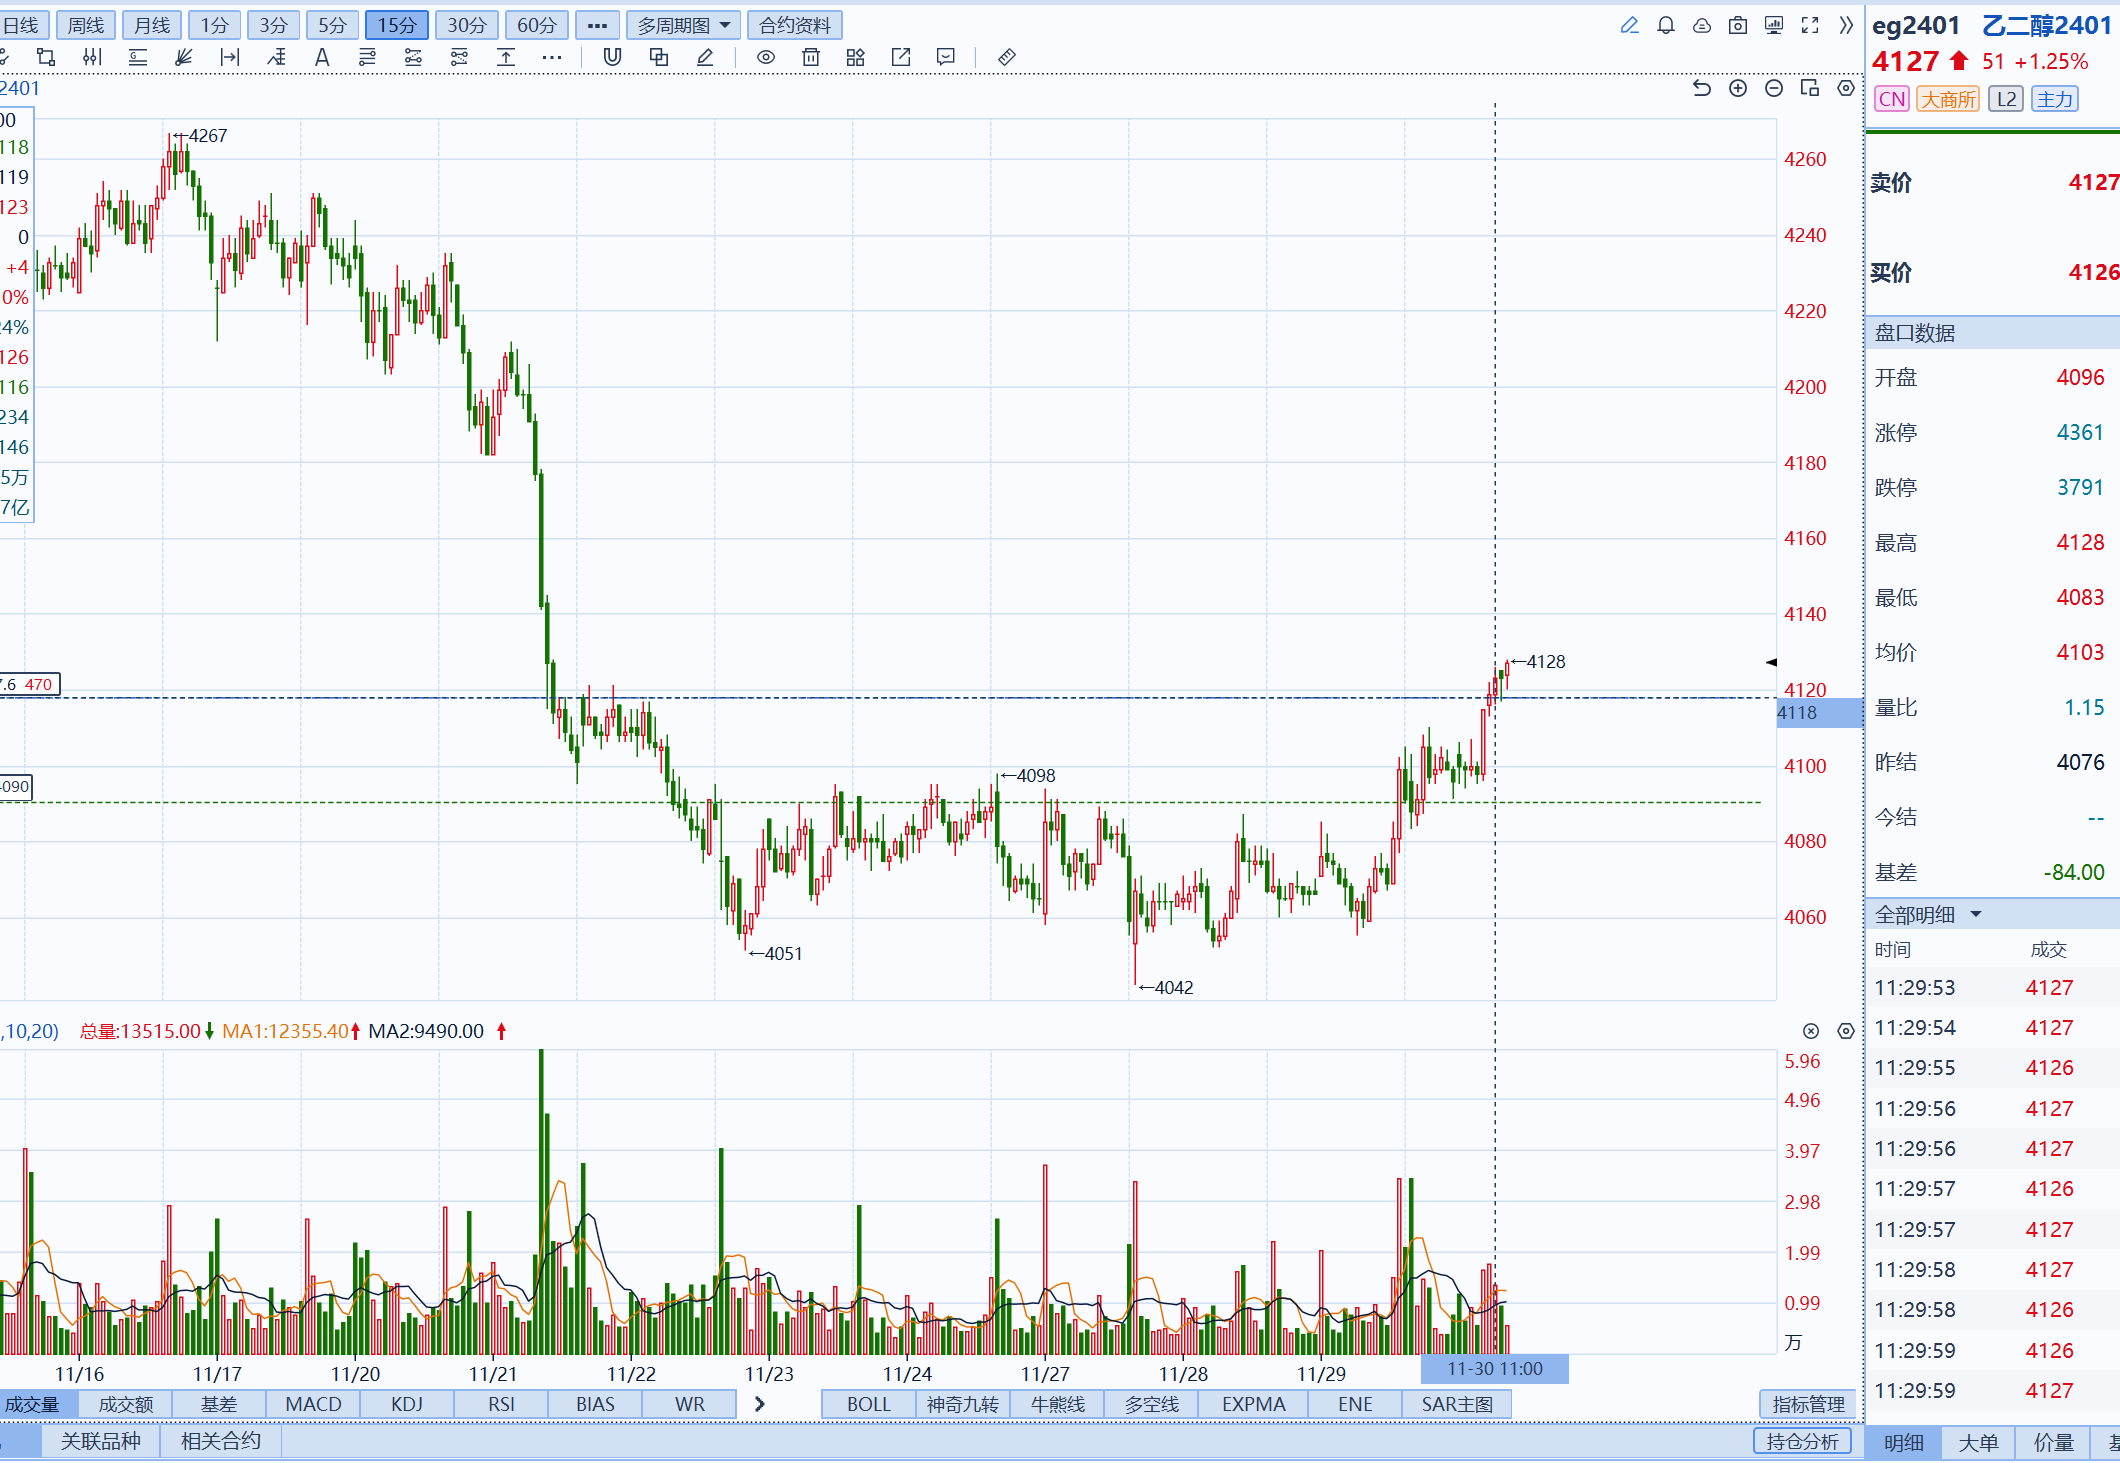 日线 周线 月线 1分 3分 5分 15分 30分 60分 ••• 多周期图 合约资料
eg2401 乙二醇2401
4127 51 +1.25%
CN 大商所 L2 主力
2401
00
118
119
123
0
+4
0%
24%
126
116
234
146
5万
7亿
7.6 470
4090
←4267
←4128
←4098
←4051
←4042
4260
4240
4220
4200
4180
4160
4140
4120
4118
4100
4080
4060
,10,20) 总量:13515.00 MA1:12355.40 MA2:9490.00
5.96
4.96
3.97
2.98
1.99
0.99
万
11/16 11/17 11/20 11/21 11/22 11/23 11/24 11/27 11/28 11/29 11-30 11:00
成交量 成交额 基差 MACD KDJ RSI BIAS WR BOLL 神奇九转 牛熊线 多空线 EXPMA ENE SAR主图 指标管理
关联品种 相关合约 持仓分析
卖价 4127
买价 4126
盘口数据
开盘 4096
涨停 4361
跌停 3791
最高 4128
最低 4083
均价 4103
量比 1.15
昨结 4076
今结 --
基差 -84.00
全部明细
时间 成交
11:29:53 4127
11:29:54 4127
11:29:55 4126
11:29:56 4127
11:29:56 4127
11:29:57 4126
11:29:57 4127
11:29:58 4127
11:29:58 4126
11:29:59 4126
11:29:59 4127
明细 大单 价量